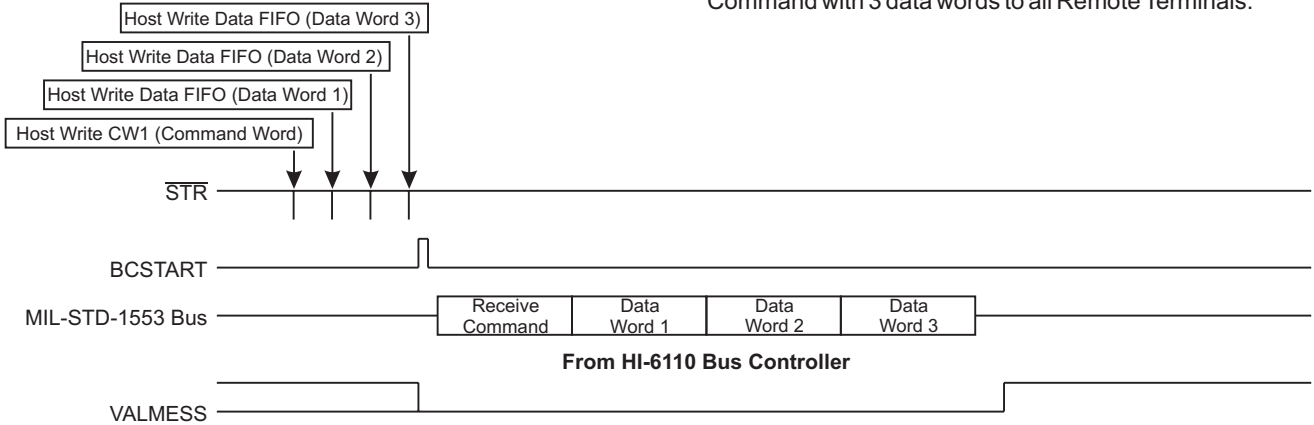 Command with 3 data words to all Remote Terminals.
Host Write Data FIFO (Data Word 3)
Host Write Data FIFO (Data Word 2)
Host Write Data FIFO (Data Word 1)
Host Write CW1 (Command Word)
STR
BCSTART
MIL-STD-1553 Bus
Receive Command
Data Word 1
Data Word 2
Data Word 3
From HI-6110 Bus Controller
VALMESS